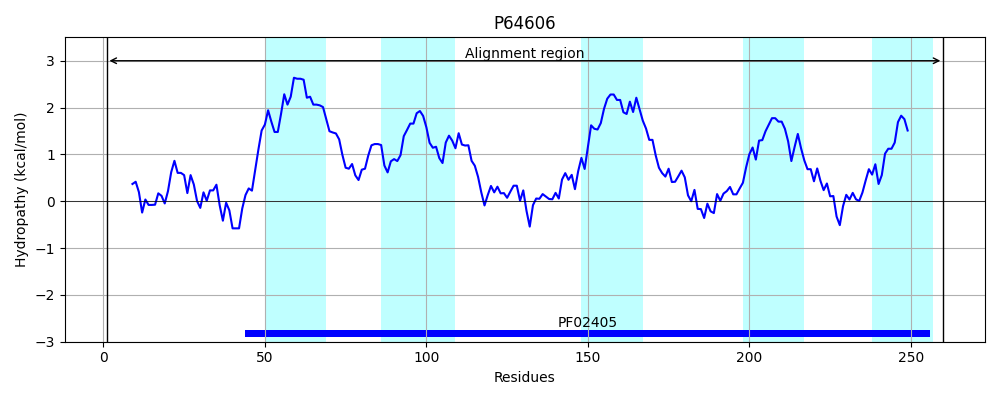 P64606
Alignment region
PF02405
Hydropathy (kcal/mol)
3
2
1
0
−1
−2
−3
0
50
100
150
200
250
Residues